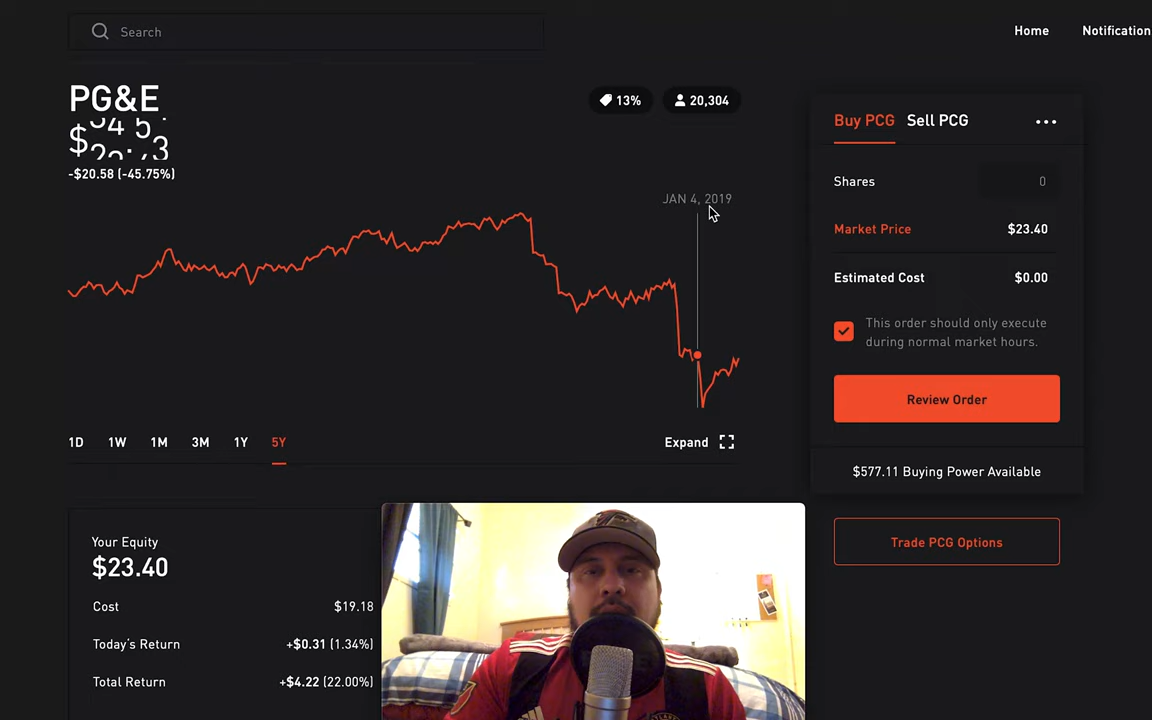 Search
Home
Notification
PG&E
13%
20,304
$
-$20.58 (-45.75%)
JAN 4, 2019
1D 1W 1M 3M 1Y 5Y
Expand
Your Equity
$23.40
Cost $19.18
Today's Return +$0.31 (1.34%)
Total Return +$4.22 (22.00%)
Buy PCG Sell PCG
Shares 0
Market Price $23.40
Estimated Cost $0.00
This order should only execute
during normal market hours.
Review Order
$577.11 Buying Power Available
Trade PCG Options